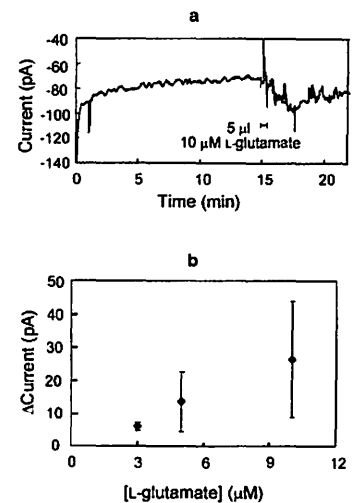 a
-40
-60
-80
-100
-120
-140
Current (pA)
5 µl
10 µM L-glutamate
0 5 10 15 20
Time (min)
b
50
40
30
20
10
0
ΔCurrent (pA)
0 3 6 9 12
[L-glutamate] (µM)